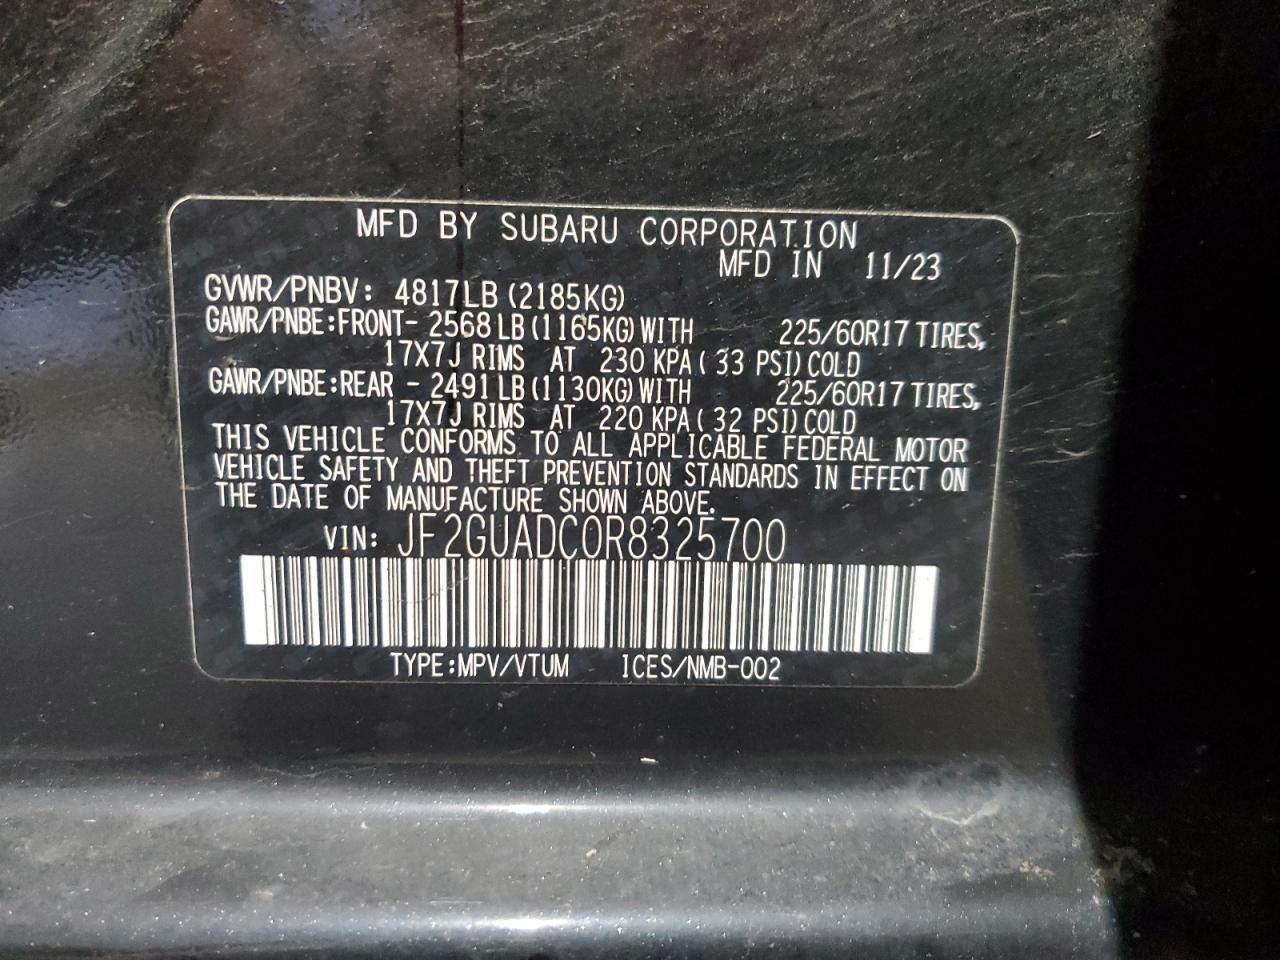 MFD BY SUBARU CORPORATION
MFD IN 11/23
GVWR/PNBV: 4817LB (2185KG)
GAWR/PNBE:FRONT- 2568 LB (1165KG) WITH 225/60R17 TIRES,
17X7J RIMS AT 230 KPA ( 33 PSI) COLD
GAWR/PNBE:REAR - 2491 LB (1130KG) WITH 225/60R17 TIRES,
17X7J RIMS AT 220 KPA ( 32 PSI) COLD
THIS VEHICLE CONFORMS TO ALL APPLICABLE FEDERAL MOTOR
VEHICLE SAFETY AND THEFT PREVENTION STANDARDS IN EFFECT ON
THE DATE OF MANUFACTURE SHOWN ABOVE.
VIN: JF2GUADC0R8325700
TYPE:MPV/VTUM ICES/NMB-002